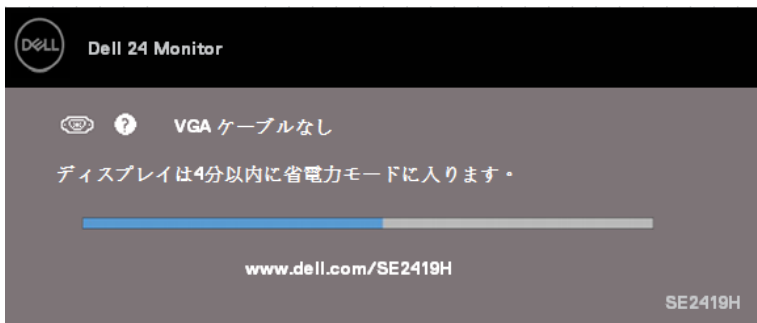 DELL
Dell 24 Monitor
? VGA ケーブルなし
ディスプレイは4分以内に省電力モードに入ります。
www.dell.com/SE2419H
SE2419H